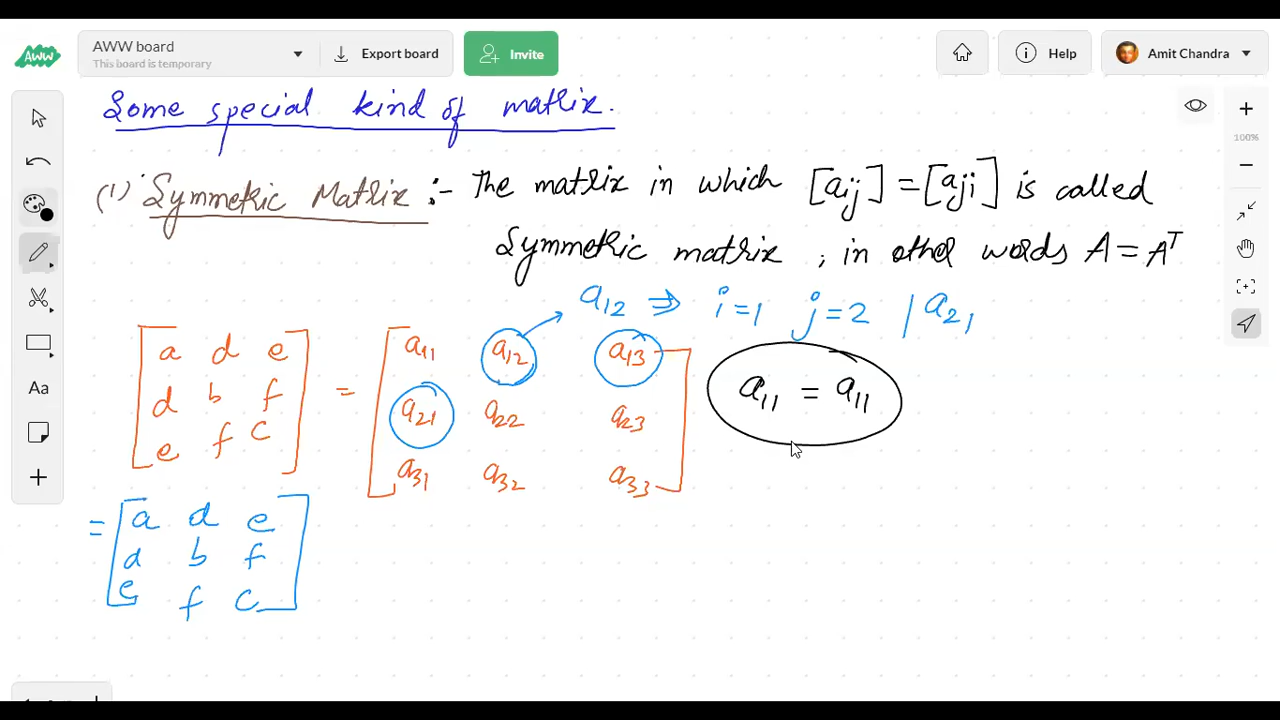 AWW
AWW board
This board is temporary
Export board
Invite
Help
Amit Chandra
Some special kind of matrix.
(1) Symmetric Matrix :- The matrix in which [aij] = [aji] is called
Symmetric matrix, in other words A = A^T
a12 ⇒ i=1 j=2 | a21
[a d e = [a11 a12 a13
d b f a21 a22 a23
e f c] a31 a32 a33]
a11 = a11
= [a d e
d b f
e f c]
Aa
100%